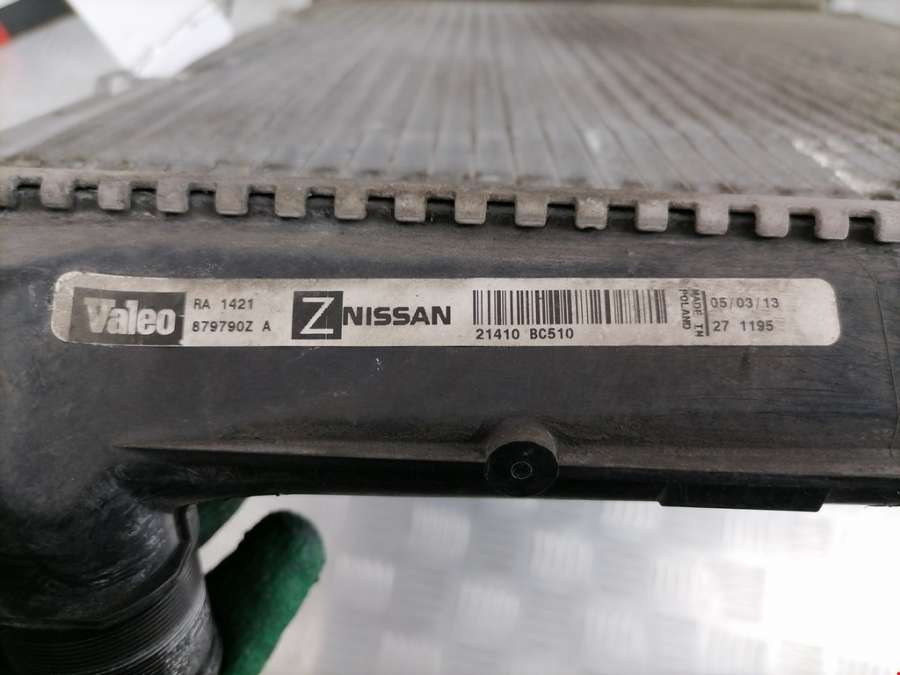 Valeo
RA 1421
879790Z A
Z NISSAN
21410 BC510
MADE IN
POLAND
05/03/13
27 1195